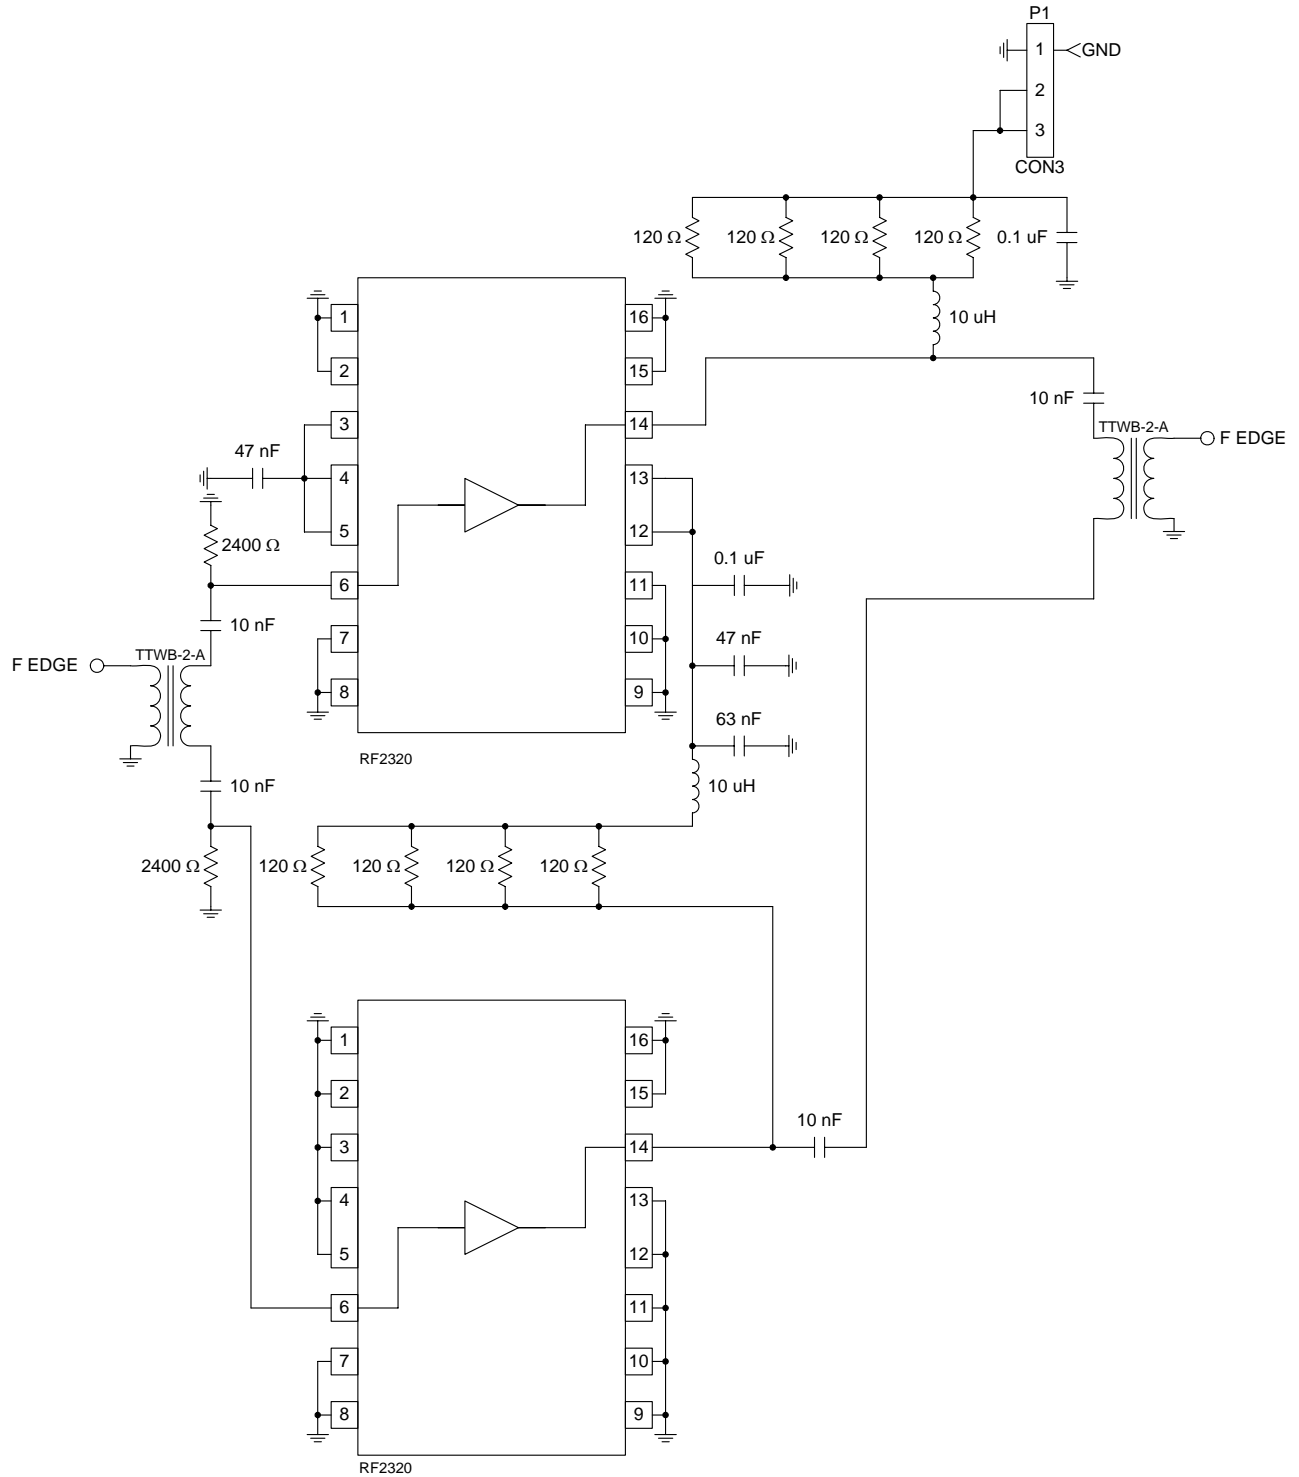 P1
1 GND
2
3
CON3
120 Ω 120 Ω 120 Ω 120 Ω 0.1 uF
10 uH
1 16
2 15
3 14
10 nF
TTWB-2-A
F EDGE
47 nF
4 13
5 12
2400 Ω
0.1 uF
6 11
10 nF
7 10
47 nF
TTWB-2-A
F EDGE
8 9
63 nF
RF2320
10 nF
10 uH
2400 Ω 120 Ω 120 Ω 120 Ω 120 Ω
1 16
2 15
10 nF
3 14
4 13
5 12
6 11
7 10
8 9
RF2320